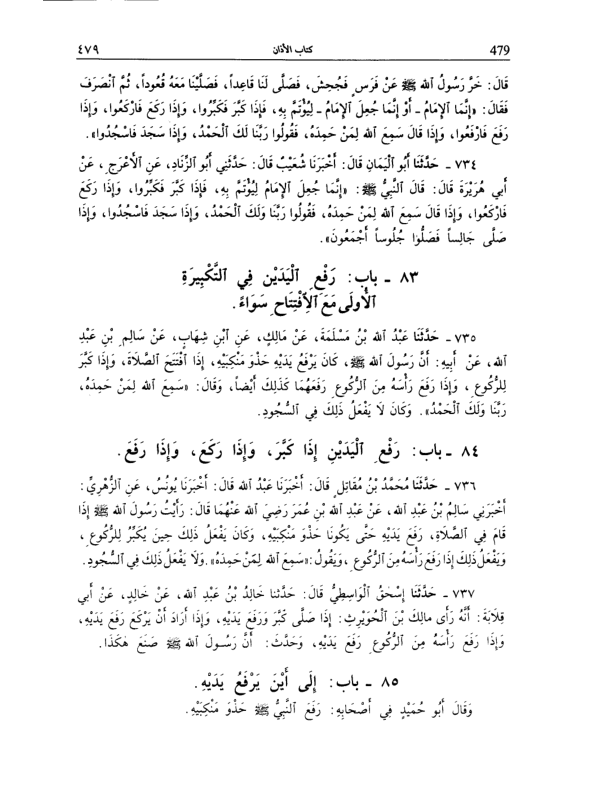 479 كتاب الأذان ٤٧٩
قَالَ: خَرَّ رَسُولُ الله ﷺ عَنْ فَرَسٍ فَجُحِشَ، فَصَلَّى لَنَا قَاعِداً، فَصَلَّيْنَا مَعَهُ قُعُوداً، ثُمَّ ٱنْصَرَفَ
فَقَالَ: «إِنَّمَا ٱلإِمَامُ ـ أَوْ إِنَّمَا جُعِلَ ٱلإِمَامُ ـ لِيُؤْتَمَّ بِهِ، فَإِذَا كَبَّرَ فَكَبِّرُوا، وَإِذَا رَكَعَ فَٱرْكَعُوا، وَإِذَا
رَفَعَ فَٱرْفَعُوا، وَإِذَا قَالَ سَمِعَ ٱلله لِمَنْ حَمِدَهُ، فَقُولُوا رَبَّنَا لَكَ ٱلْحَمْدُ، وَإِذَا سَجَدَ فَٱسْجُدُوا».
٧٣٤ ـ حَدَّثَنَا أَبُو ٱلْيَمَانِ قَالَ: أَخْبَرَنَا شُعَيْبٌ قَالَ: حَدَّثَنِي أَبُو ٱلزِّنَادِ، عَنِ ٱلأَعْرَجِ، عَنْ
أَبِي هُرَيْرَةَ قَالَ: قَالَ ٱلنَّبِيُّ ﷺ: «إِنَّمَا جُعِلَ ٱلإِمَامُ لِيُؤْتَمَّ بِهِ، فَإِذَا كَبَّرَ فَكَبِّرُوا، وَإِذَا رَكَعَ
فَٱرْكَعُوا، وَإِذَا قَالَ سَمِعَ ٱلله لِمَنْ حَمِدَهُ، فَقُولُوا رَبَّنَا وَلَكَ ٱلْحَمْدُ، وَإِذَا سَجَدَ فَٱسْجُدُوا، وَإِذَا
صَلَّى جَالِساً فَصَلُّوا جُلُوساً أَجْمَعُونَ».
٨٣ ـ باب: رَفْعِ ٱلْيَدَيْنِ فِي ٱلتَّكْبِيرَةِ
ٱلأُولَى مَعَ ٱلِٱفْتِتَاحِ سَوَاءً.
٧٣٥ ـ حَدَّثَنَا عَبْدُ ٱلله بْنُ مَسْلَمَةَ، عَنْ مَالِكٍ، عَنِ ٱبْنِ شِهَابٍ، عَنْ سَالِمِ بْنِ عَبْدِ
ٱلله، عَنْ أَبِيهِ: أَنَّ رَسُولَ ٱلله ﷺ، كَانَ يَرْفَعُ يَدَيْهِ حَذْوَ مَنْكِبَيْهِ، إِذَا ٱفْتَتَحَ ٱلصَّلَاةَ، وَإِذَا كَبَّرَ
لِلرُّكُوعِ، وَإِذَا رَفَعَ رَأْسَهُ مِنَ ٱلرُّكُوعِ رَفَعَهُمَا كَذَلِكَ أَيْضاً، وَقَالَ: «سَمِعَ ٱلله لِمَنْ حَمِدَهُ،
رَبَّنَا وَلَكَ ٱلْحَمْدُ». وَكَانَ لَا يَفْعَلُ ذَلِكَ فِي ٱلسُّجُودِ.
٨٤ ـ باب: رَفْعِ ٱلْيَدَيْنِ إِذَا كَبَّرَ، وَإِذَا رَكَعَ، وَإِذَا رَفَعَ.
٧٣٦ ـ حَدَّثَنَا مُحَمَّدُ بْنُ مُقَاتِلٍ قَالَ: أَخْبَرَنَا عَبْدُ ٱلله قَالَ: أَخْبَرَنَا يُونُسُ، عَنِ ٱلزُّهْرِيِّ:
أَخْبَرَنِي سَالِمُ بْنُ عَبْدِ ٱلله، عَنْ عَبْدِ ٱلله بْنِ عُمَرَ رَضِيَ ٱلله عَنْهُمَا قَالَ: رَأَيْتُ رَسُولَ ٱلله ﷺ إِذَا
قَامَ فِي ٱلصَّلَاةِ، رَفَعَ يَدَيْهِ حَتَّى يَكُونَا حَذْوَ مَنْكِبَيْهِ، وَكَانَ يَفْعَلُ ذَلِكَ حِينَ يُكَبِّرُ لِلرُّكُوعِ،
وَيَفْعَلُ ذَلِكَ إِذَا رَفَعَ رَأْسَهُ مِنَ ٱلرُّكُوعِ، وَيَقُولُ: «سَمِعَ ٱلله لِمَنْ حَمِدَهُ». وَلَا يَفْعَلُ ذَلِكَ فِي ٱلسُّجُودِ.
٧٣٧ ـ حَدَّثَنَا إِسْحَقُ ٱلْوَاسِطِيُّ قَالَ: حَدَّثنا خَالِدُ بْنُ عَبْدِ ٱلله، عَنْ خَالِدٍ، عَنْ أَبِي
قِلَابَةَ: أَنَّهُ رَأَى مالِكَ بْنَ ٱلْحُوَيْرِثِ: إِذَا صَلَّى كَبَّرَ وَرَفَعَ يَدَيْهِ، وَإِذَا أَرَادَ أَنْ يَرْكَعَ رَفَعَ يَدَيْهِ،
وَإِذَا رَفَعَ رَأْسَهُ مِنَ ٱلرُّكُوعِ رَفَعَ يَدَيْهِ، وَحَدَّثَ: أَنَّ رَسُولَ ٱلله ﷺ صَنَعَ هٰكَذَا.
٨٥ ـ باب: إِلَى أَيْنَ يَرْفَعُ يَدَيْهِ.
وَقَالَ أَبُو حُمَيْدٍ فِي أَصْحَابِهِ: رَفَعَ ٱلنَّبِيُّ ﷺ حَذْوَ مَنْكِبَيْهِ.